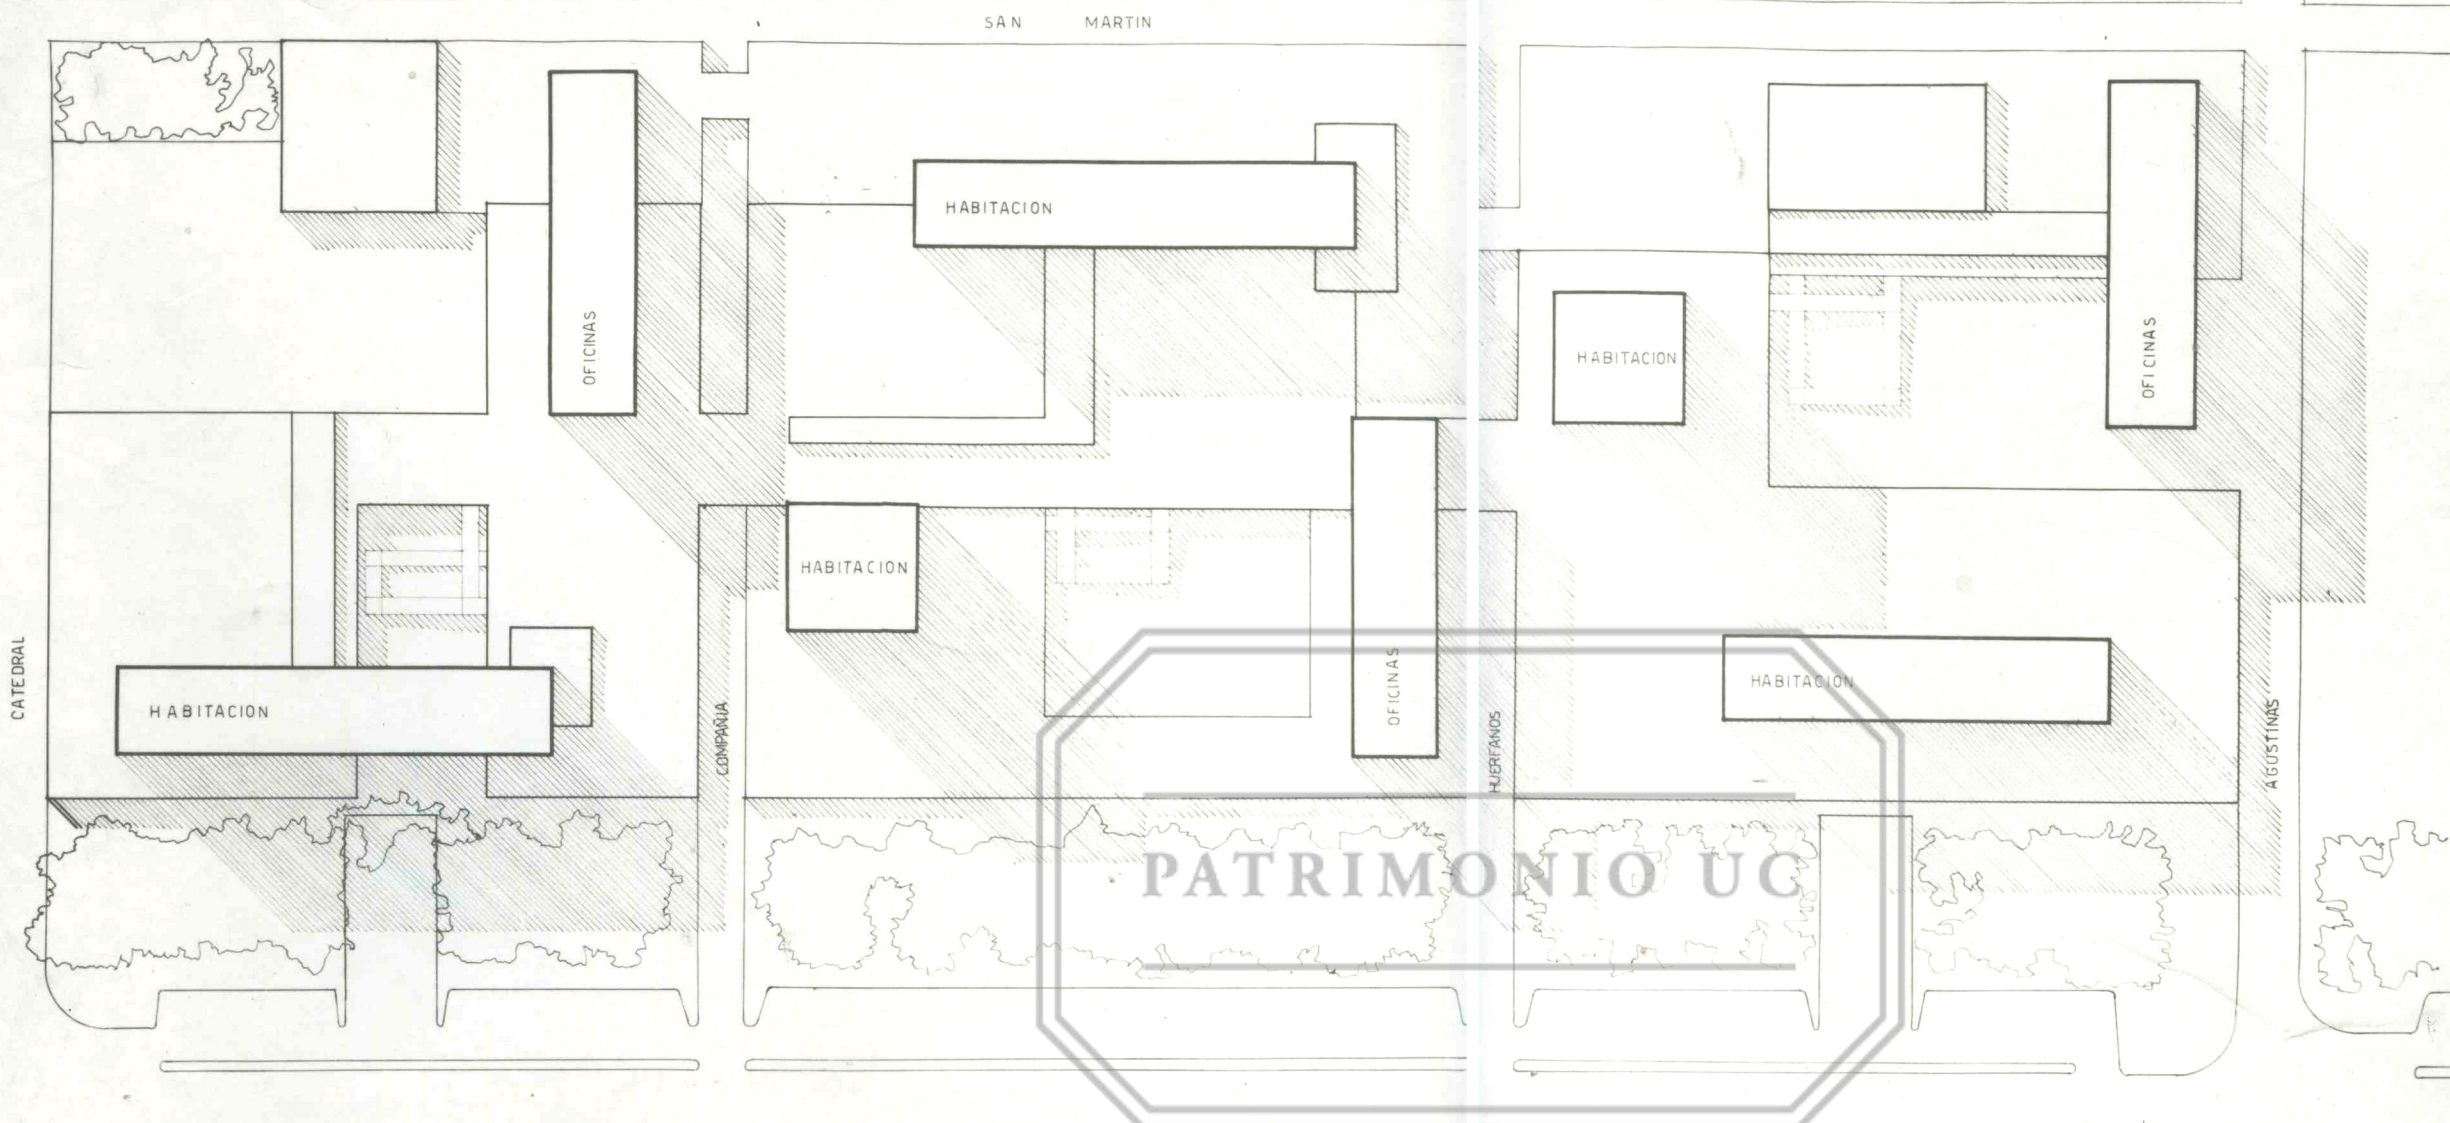 SAN MARTIN
HABITACION
OFICINAS
HABITACION
OFICINAS
HABITACION
OFICINAS
HABITACION
HABITACION
CATEDRAL
COMPAÑIA
HUERFANOS
AGUSTINAS
PATRIMONIO UC